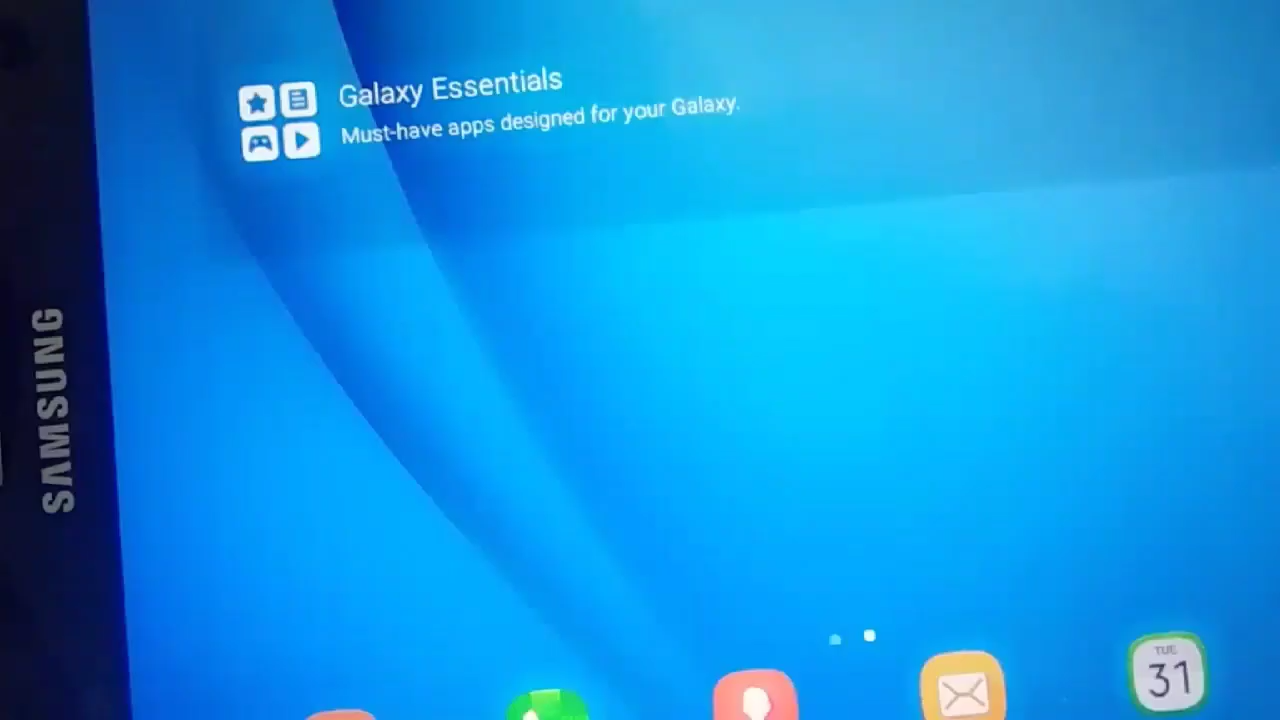 Galaxy Essentials
Must-have apps designed for your Galaxy.
SAMSUNG
TUE
31